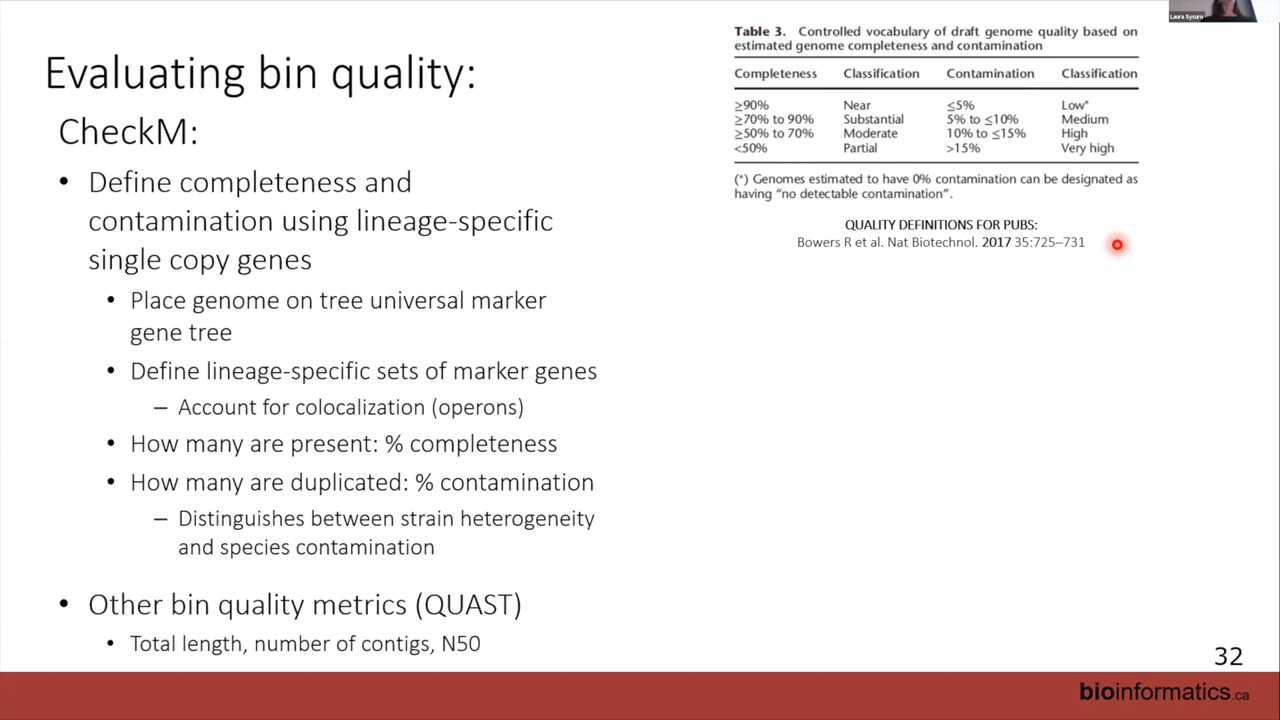 Laura Sycuro
Evaluating bin quality:
CheckM:
• Define completeness and
contamination using lineage-specific
single copy genes
• Place genome on tree universal marker
gene tree
• Define lineage-specific sets of marker genes
– Account for colocalization (operons)
• How many are present: % completeness
• How many are duplicated: % contamination
– Distinguishes between strain heterogeneity
and species contamination
• Other bin quality metrics (QUAST)
• Total length, number of contigs, N50
Table 3. Controlled vocabulary of draft genome quality based on
estimated genome completeness and contamination
Completeness Classification Contamination Classification
≥90% Near ≤5% Low*
≥70% to 90% Substantial 5% to ≤10% Medium
≥50% to 70% Moderate 10% to ≤15% High
<50% Partial >15% Very high
(*) Genomes estimated to have 0% contamination can be designated as
having “no detectable contamination”.
QUALITY DEFINITIONS FOR PUBS:
Bowers R et al. Nat Biotechnol. 2017 35:725–731
32
bioinformatics.ca